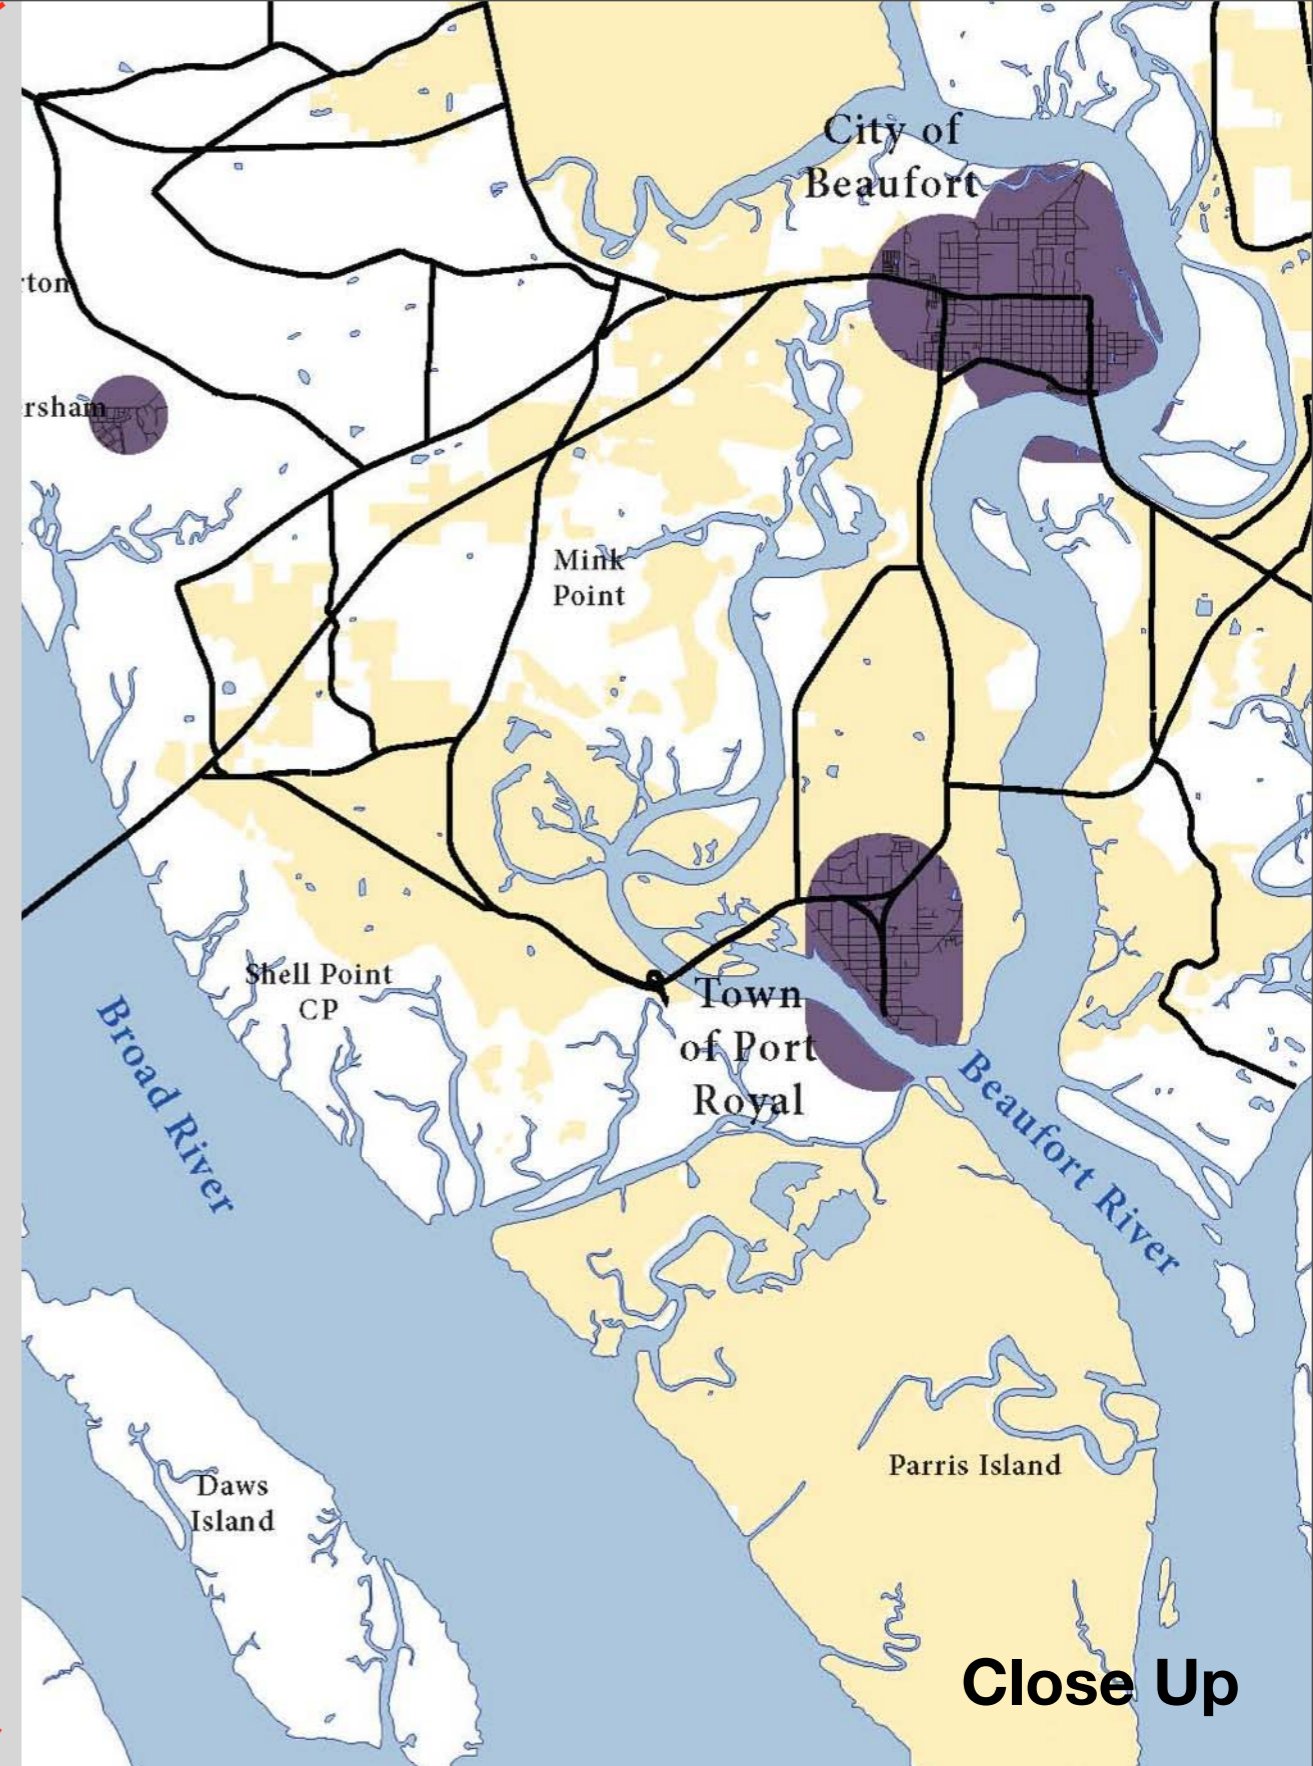 City of
Beaufort
rton
rsham
Mink
Point
Shell Point
CP
Town
of Port
Royal
Broad River
Beaufort River
Parris Island
Daws
Island
Close Up